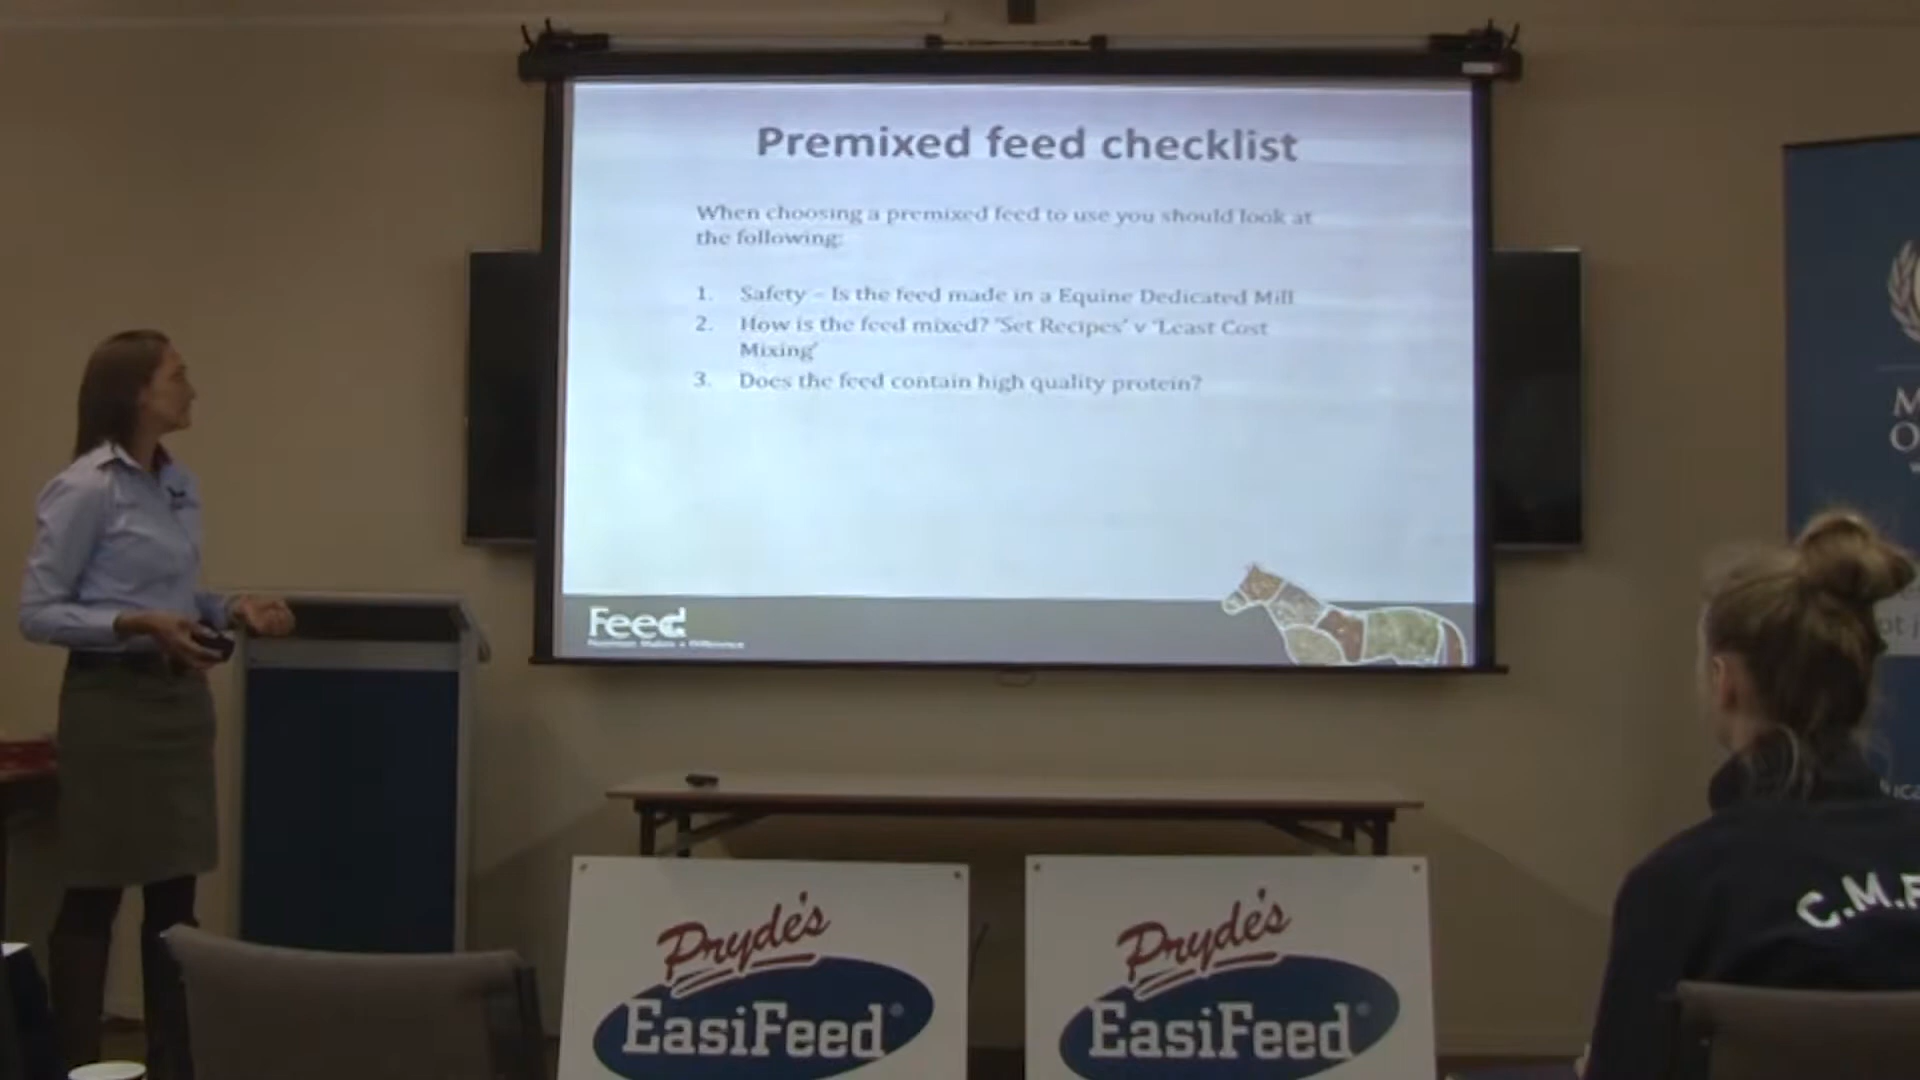 Premixed feed checklist
When choosing a premixed feed to use you should look at
the following:
1. Safety – Is the feed made in a Equine Dedicated Mill
2. How is the feed mixed? 'Set Recipes' v 'Least Cost
Mixing'
3. Does the feed contain high quality protein?
Feed
C.M.
Pryde's
EasiFeed®
Pryde's
EasiFeed®